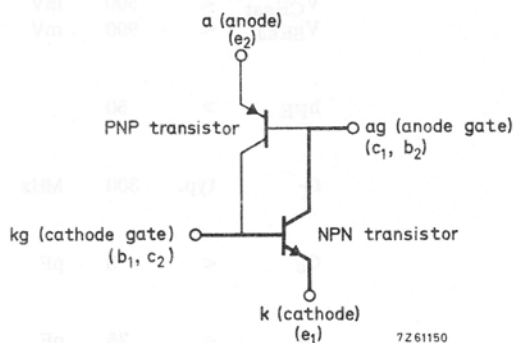 a (anode)
(e2)
PNP transistor
ag (anode gate)
(c1, b2)
kg (cathode gate)
(b1, c2)
NPN transistor
k (cathode)
(e1)
7Z61150